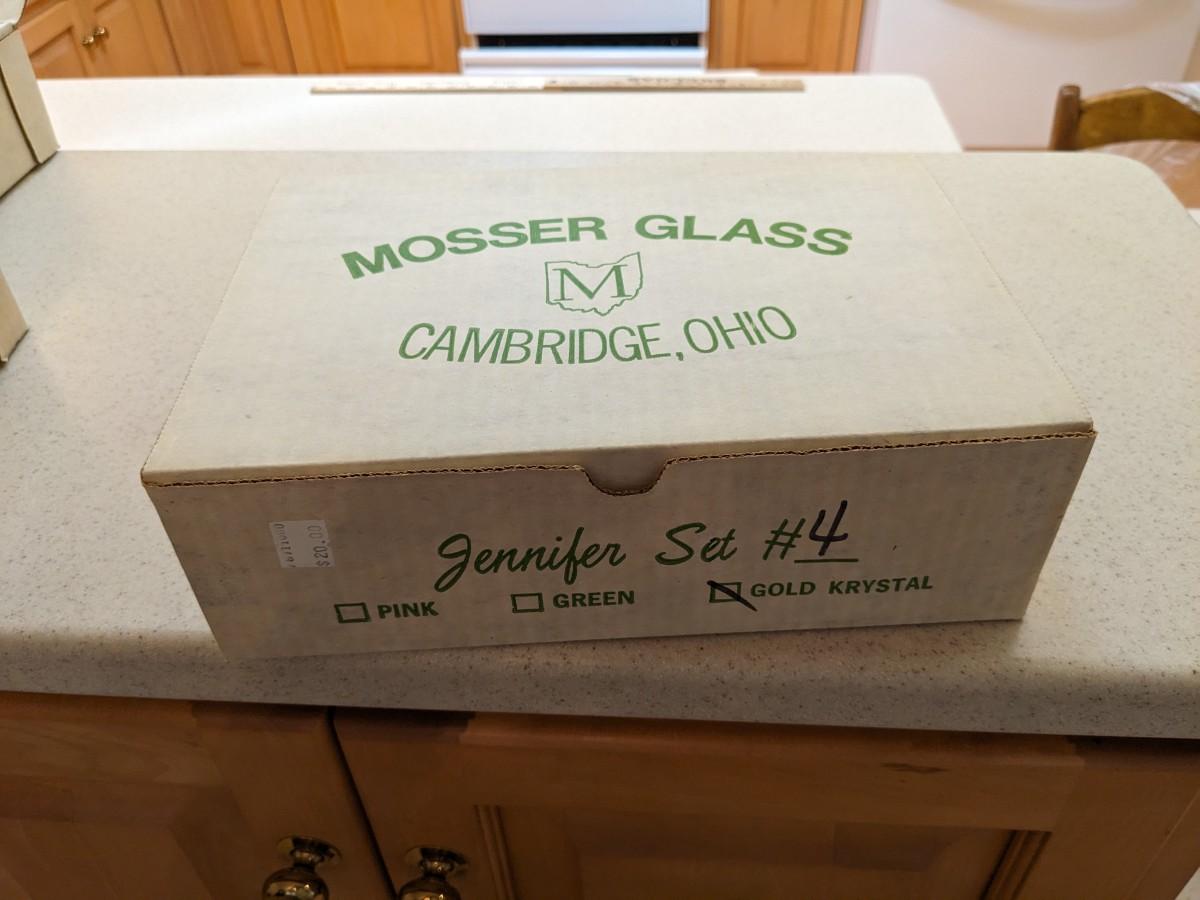 MOSSER GLASS
M
CAMBRIDGE, OHIO
Jennifer Set #4
PINK
GREEN
GOLD KRYSTAL
$20.00